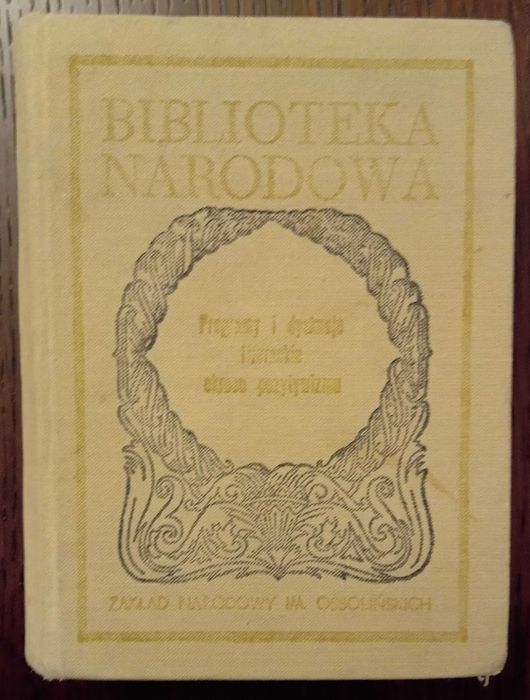 BIBLIOTEKA
NARODOWA
Programy i dyskusje
literackie
okresu pozytywizmu
ZAKŁAD NARODOWY IM. OSSOLIŃSKICH